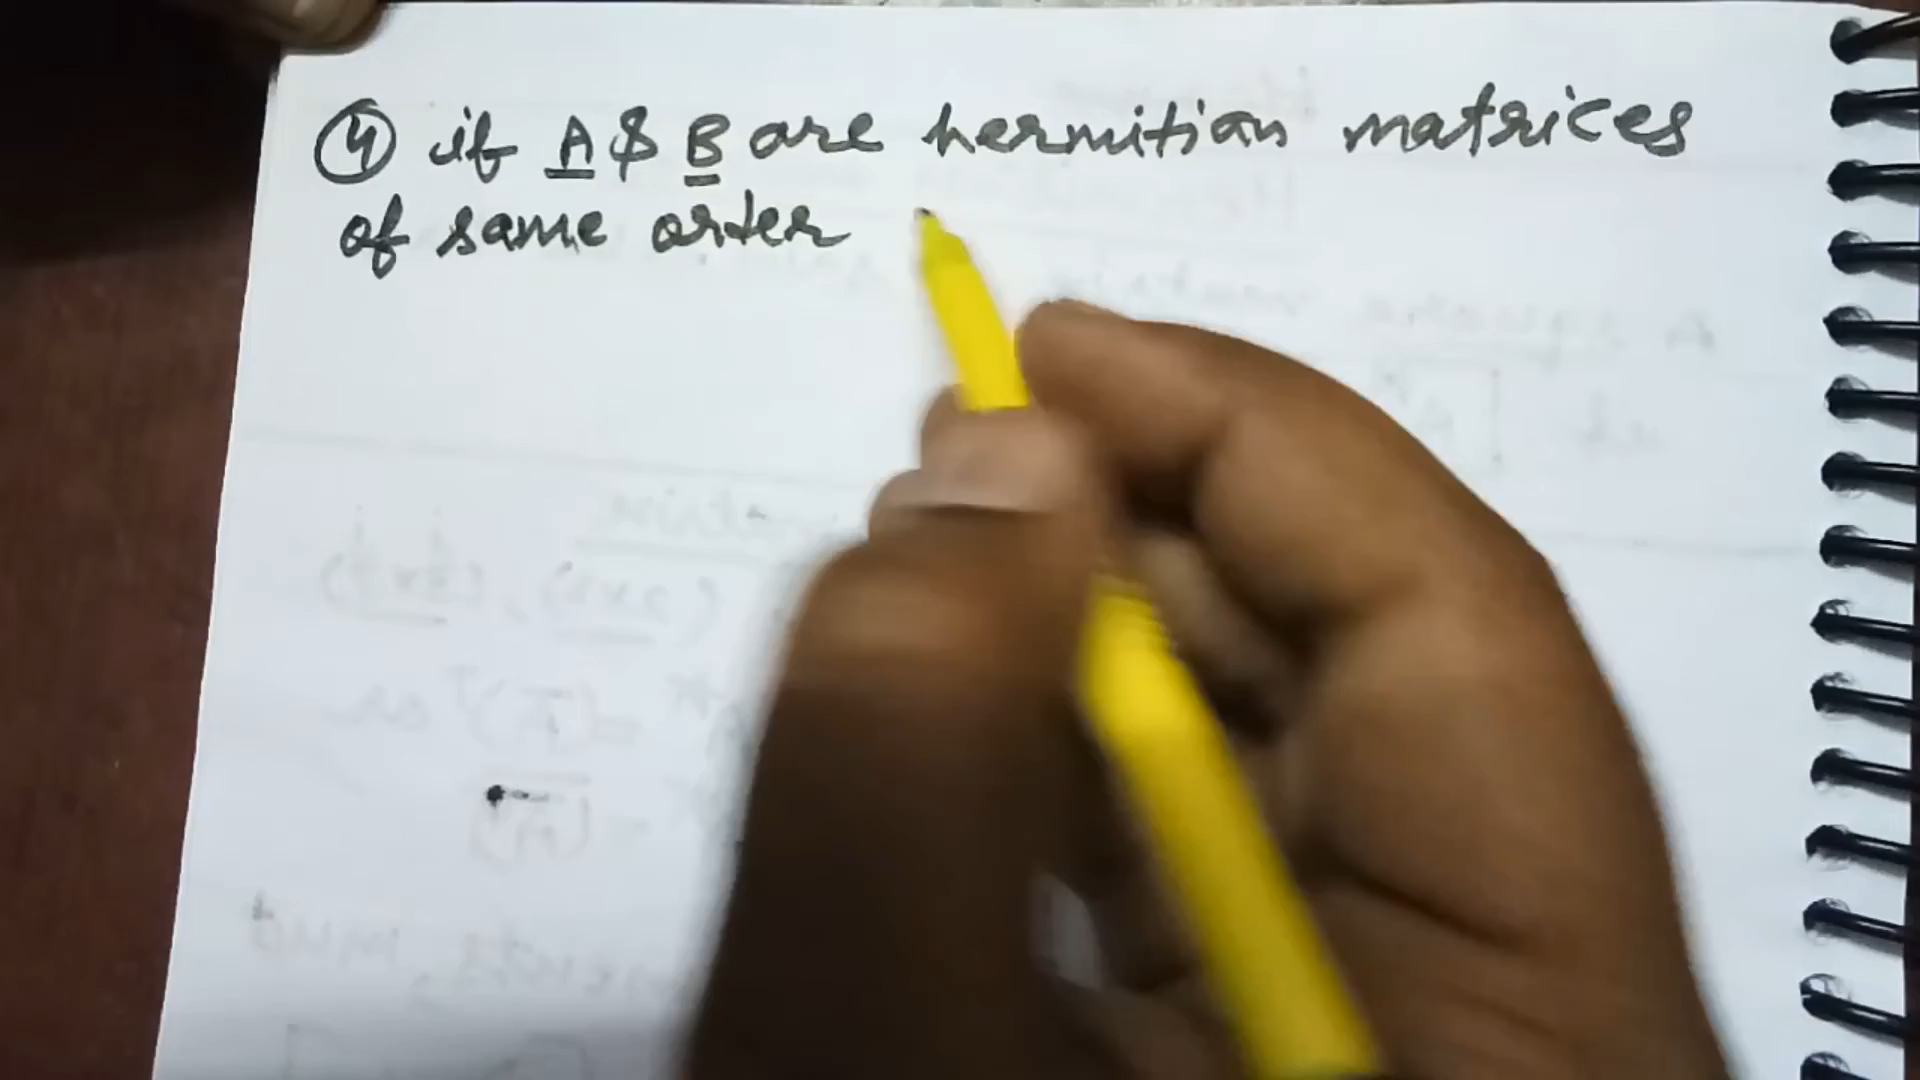 ④ if A & B are hermitian matrices
of same order